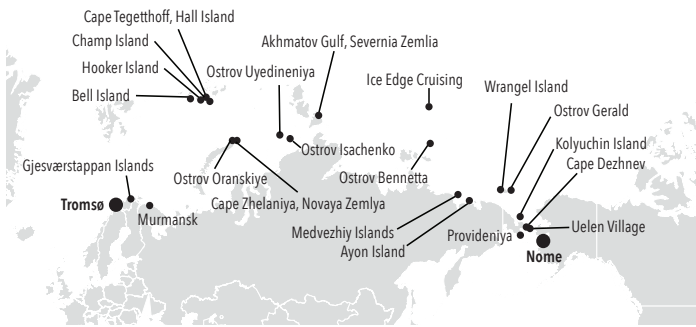 Cape Tegetthoff, Hall Island
Champ Island
Hooker Island
Bell Island
Akhmatov Gulf, Severnia Zemlia
Ostrov Uyedineniya
Ice Edge Cruising
Wrangel Island
Ostrov Gerald
Kolyuchin Island
Cape Dezhnev
Ostrov Isachenko
Gjesværstappan Islands
Ostrov Oranskiye
Ostrov Bennetta
Tromsø
Murmansk
Cape Zhelaniya, Novaya Zemlya
Medvezhiy Islands
Ayon Island
Provideniya
Uelen Village
Nome